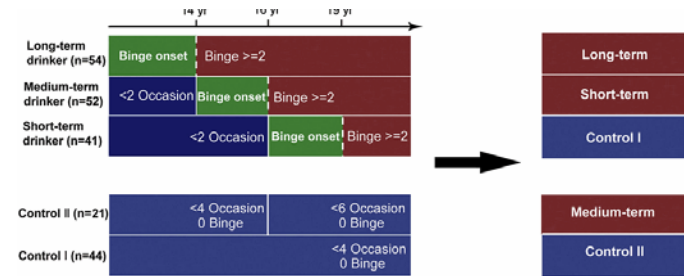 14 yr 19 yr
Long-term
drinker (n=54)
Binge onset
Binge >=2
Medium-term
drinker (n=52)
<2 Occasion
Binge onset
Binge >=2
Short-term
drinker (n=41)
<2 Occasion
Binge onset
Binge >=2
Control II (n=21)
<4 Occasion
0 Binge
<6 Occasion
0 Binge
Control I (n=44)
<4 Occasion
0 Binge
Long-term
Short-term
Control I
Medium-term
Control II